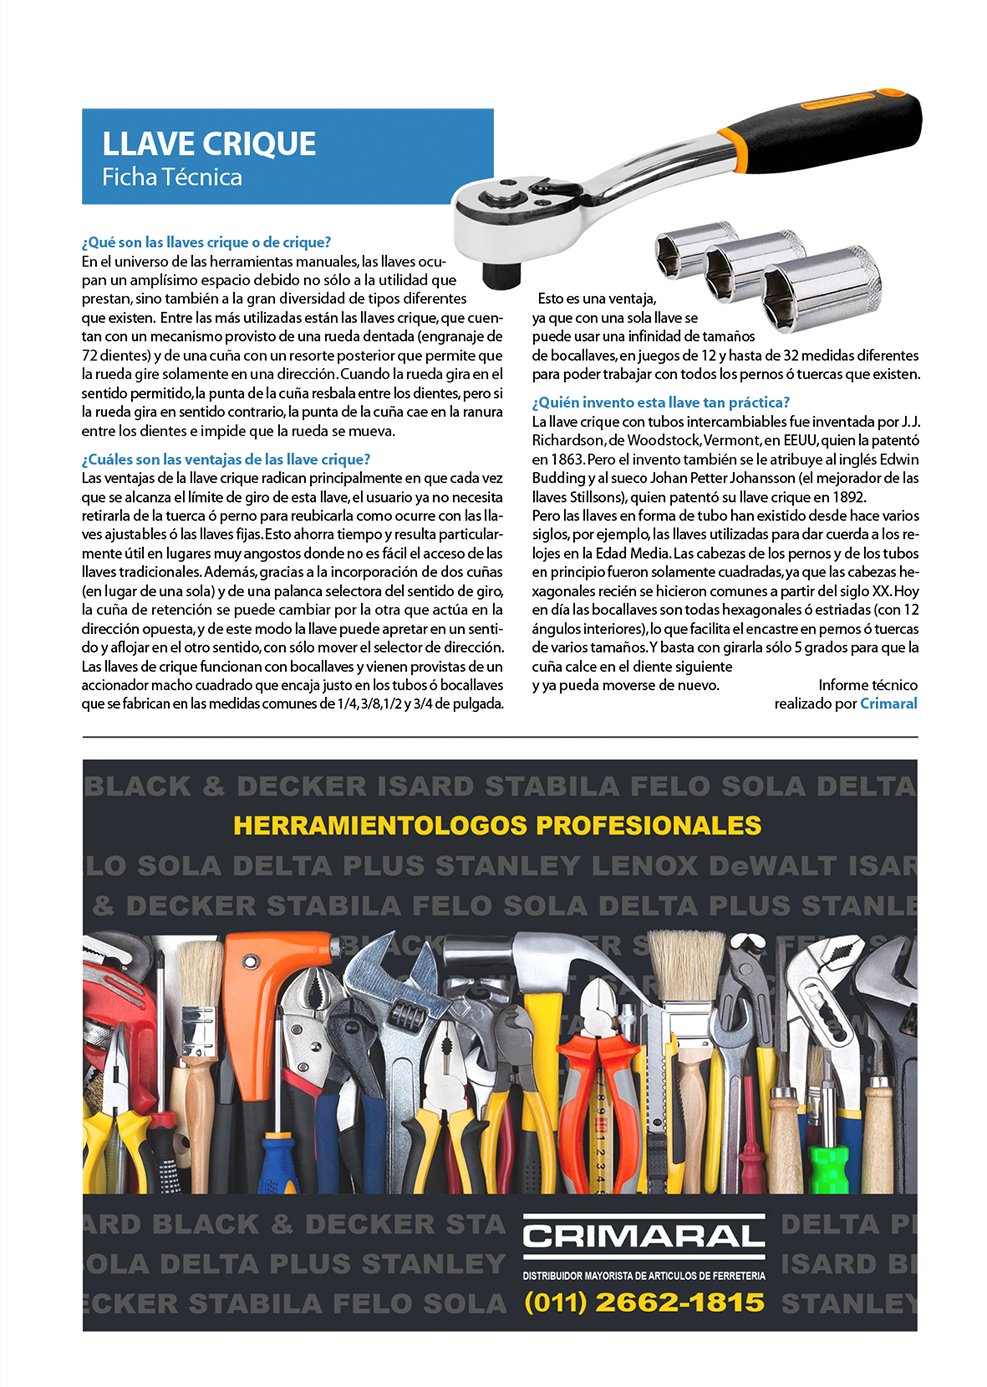 LLAVE CRIQUE
Ficha Técnica
¿Qué son las llaves crique o de crique?
En el universo de las herramientas manuales, las llaves ocu-
pan un amplísimo espacio debido no sólo a la utilidad que
prestan, sino también a la gran diversidad de tipos diferentes
que existen. Entre las más utilizadas están las llaves crique, que cuen-
tan con un mecanismo provisto de una rueda dentada (engranaje de
72 dientes) y de una cuña con un resorte posterior que permite que
la rueda gire solamente en una dirección. Cuando la rueda gira en el
sentido permitido, la punta de la cuña resbala entre los dientes, pero si
la rueda gira en sentido contrario, la punta de la cuña cae en la ranura
entre los dientes e impide que la rueda se mueva.
¿Cuáles son las ventajas de las llave crique?
Las ventajas de la llave crique radican principalmente en que cada vez
que se alcanza el límite de giro de esta llave, el usuario ya no necesita
retirarla de la tuerca ó perno para reubicarla como ocurre con las lla-
ves ajustables ó las llaves fijas. Esto ahorra tiempo y resulta particular-
mente útil en lugares muy angostos donde no es fácil el acceso de las
llaves tradicionales. Además, gracias a la incorporación de dos cuñas
(en lugar de una sola) y de una palanca selectora del sentido de giro,
la cuña de retención se puede cambiar por la otra que actúa en la
dirección opuesta, y de este modo la llave puede apretar en un senti-
do y aflojar en el otro sentido, con sólo mover el selector de dirección.
Las llaves de crique funcionan con bocallaves y vienen provistas de un
accionador macho cuadrado que encaja justo en los tubos ó bocallaves
que se fabrican en las medidas comunes de 1/4, 3/8, 1/2 y 3/4 de pulgada.
Esto es una ventaja,
ya que con una sola llave se
puede usar una infinidad de tamaños
de bocallaves, en juegos de 12 y hasta de 32 medidas diferentes
para poder trabajar con todos los pernos ó tuercas que existen.
¿Quién invento esta llave tan práctica?
La llave crique con tubos intercambiables fue inventada por J. J.
Richardson, de Woodstock, Vermont, en EEUU, quien la patentó
en 1863. Pero el invento también se le atribuye al inglés Edwin
Budding y al sueco Johan Petter Johansson (el mejorador de las
llaves Stillsons), quien patentó su llave crique en 1892.
Pero las llaves en forma de tubo han existido desde hace varios
siglos, por ejemplo, las llaves utilizadas para dar cuerda a los re-
lojes en la Edad Media. Las cabezas de los pernos y de los tubos
en principio fueron solamente cuadradas, ya que las cabezas he-
xagonales recién se hicieron comunes a partir del siglo XX. Hoy
en día las bocallaves son todas hexagonales ó estriadas (con 12
ángulos interiores), lo que facilita el encastre en pernos ó tuercas
de varios tamaños. Y basta con girarla sólo 5 grados para que la
cuña calce en el diente siguiente
y ya pueda moverse de nuevo.
Informe técnico
realizado por Crimaral
BLACK & DECKER ISARD STABILA FELO SOLA DELTA
HERRAMIENTOLOGOS PROFESIONALES
LO SOLA DELTA PLUS STANLEY LENOX DeWALT ISAR
& DECKER STABILA FELO SOLA DELTA PLUS STANLE
BLACK
ARD BLACK & DECKER STA
OLA DELTA PLUS STANLEY
ECKER STABILA FELO SOLA
CRIMARAL
DISTRIBUIDOR MAYORISTA DE ARTICULOS DE FERRETERIA
(011) 2662-1815
DELTA P
ISARD B
STANLEY